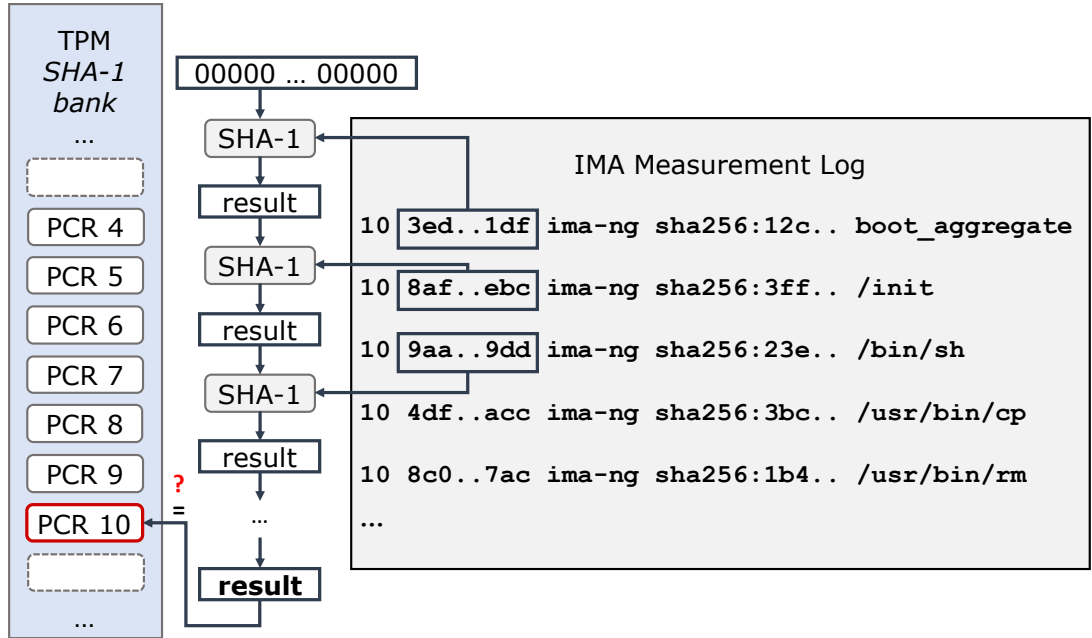 TPM
SHA-1
bank
...
PCR 4
PCR 5
PCR 6
PCR 7
PCR 8
PCR 9
PCR 10
...
00000 ... 00000
SHA-1
result
SHA-1
result
SHA-1
result
...
result
?
=
IMA Measurement Log
10 3ed..1df ima-ng sha256:12c.. boot_aggregate
10 8af..ebc ima-ng sha256:3ff.. /init
10 9aa..9dd ima-ng sha256:23e.. /bin/sh
10 4df..acc ima-ng sha256:3bc.. /usr/bin/cp
10 8c0..7ac ima-ng sha256:1b4.. /usr/bin/rm
...